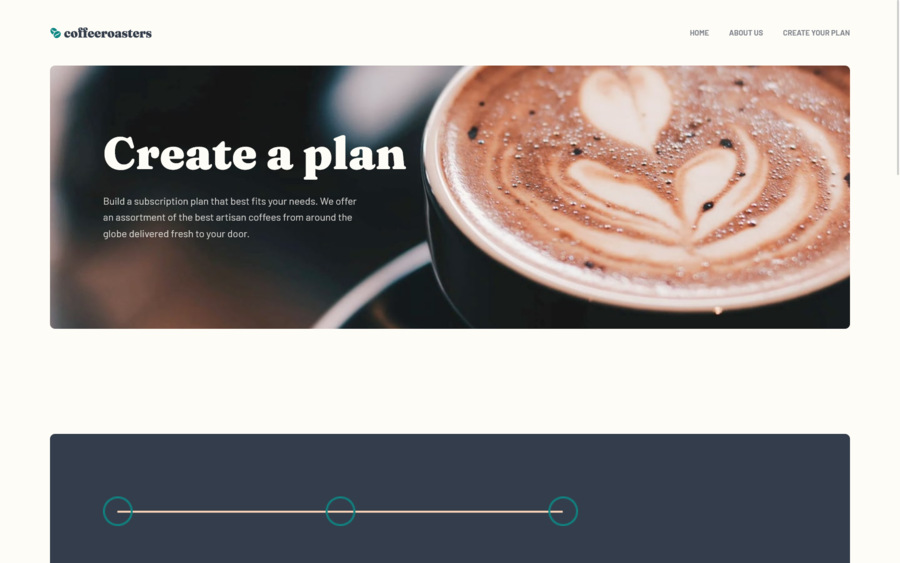 coffeeroasters
HOME ABOUT US CREATE YOUR PLAN
Create a plan
Build a subscription plan that best fits your needs. We offer
an assortment of the best artisan coffees from around the
globe delivered fresh to your door.